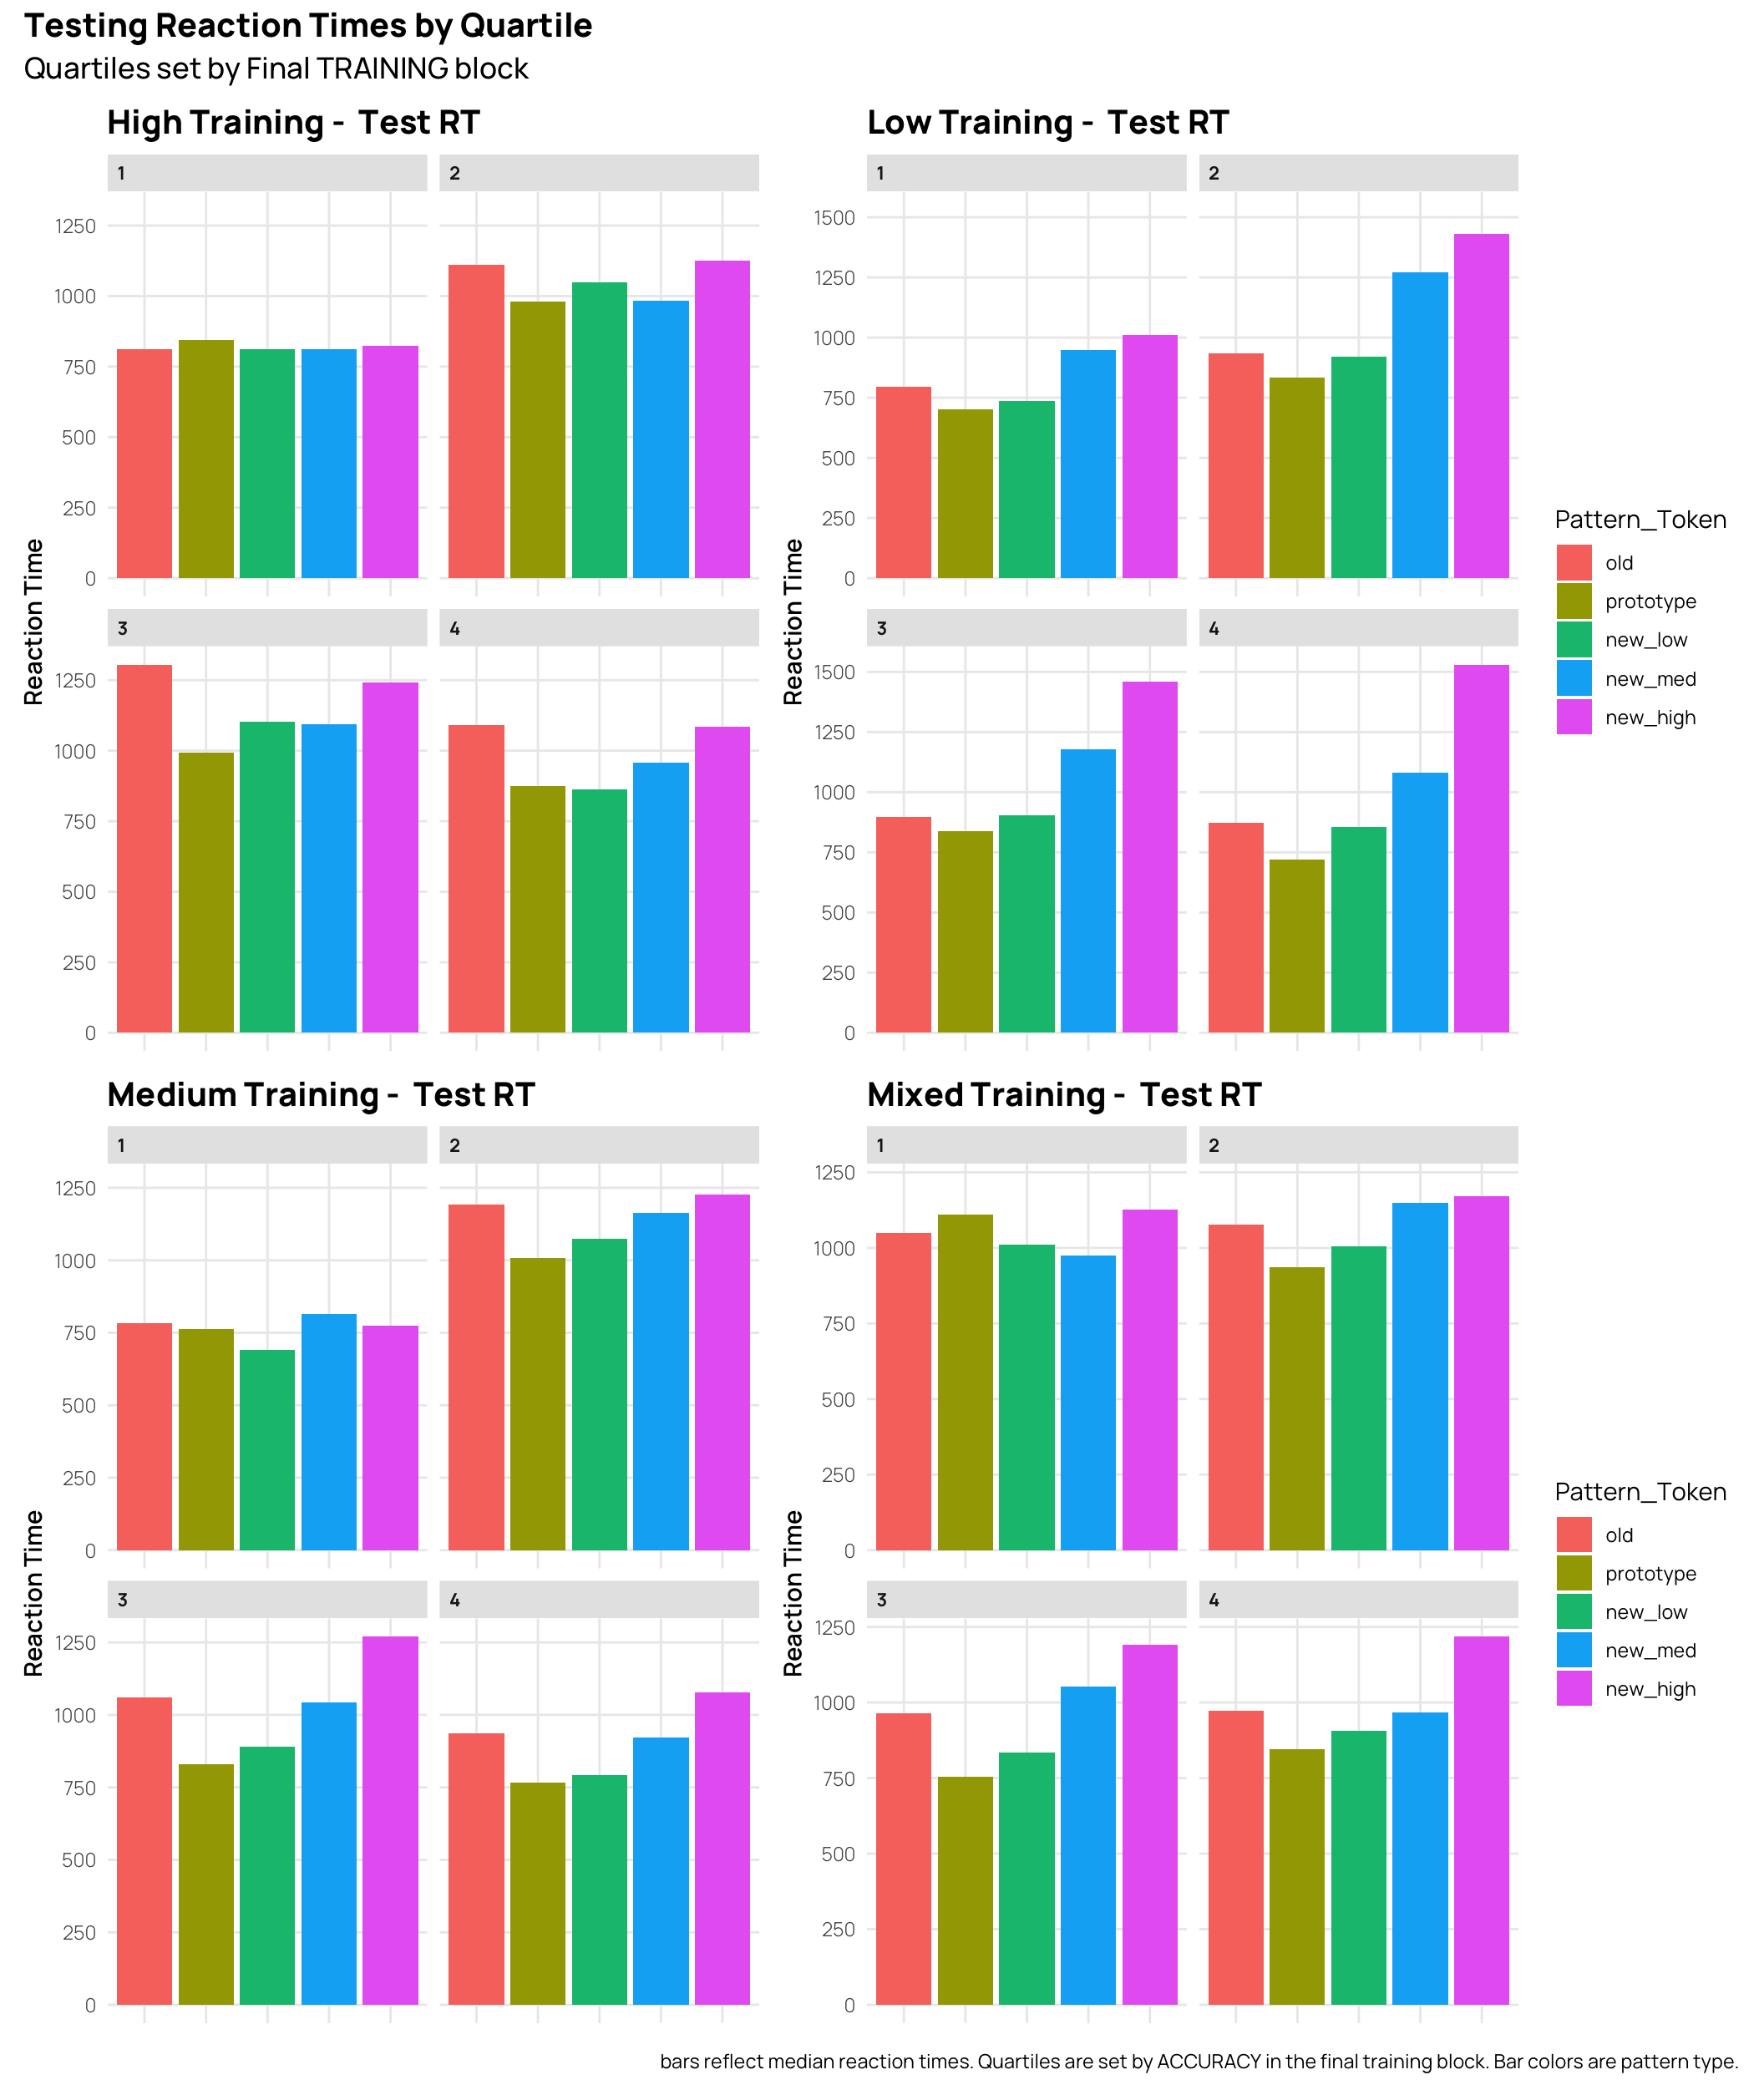 Testing Reaction Times by Quartile
Quartiles set by Final TRAINING block
High Training -  Test RT
1
2
1250
1000
750
500
250
0
3
4
1250
1000
750
500
250
0
Reaction Time
Low Training -  Test RT
1
2
1500
1250
1000
750
500
250
0
3
4
1500
1250
1000
750
500
250
0
Reaction Time
Pattern_Token
old
prototype
new_low
new_med
new_high
Medium Training -  Test RT
1
2
1250
1000
750
500
250
0
3
4
1250
1000
750
500
250
0
Reaction Time
Mixed Training -  Test RT
1
2
1250
1000
750
500
250
0
3
4
1250
1000
750
500
250
0
Reaction Time
Pattern_Token
old
prototype
new_low
new_med
new_high
bars reflect median reaction times. Quartiles are set by ACCURACY in the final training block. Bar colors are pattern type.